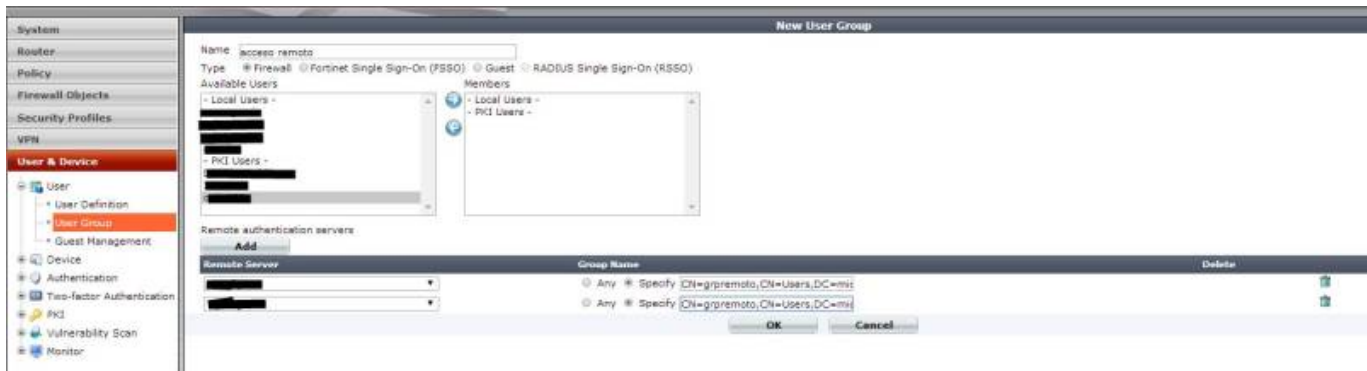 New User Group
System
Router
Policy
Firewall Objects
Security Profiles
VPN
User & Device
User
User Definition
User Group
Guest Management
Device
Authentication
Two-factor Authentication
PKI
Vulnerability Scan
Monitor
Name acceso remoto
Type Firewall Fortinet Single Sign-On (FSSO) Guest RADIUS Single Sign-On (RSSO)
Available Users
- Local Users -
- PKI Users -
Members
- Local Users -
- PKI Users -
Remote authentication servers
Add
Remote Server Group Name Delete
Any Specify CN=grpremoto,CN=Users,DC=mic
Any Specify CN=grpremoto,CN=Users,DC=mic
OK Cancel